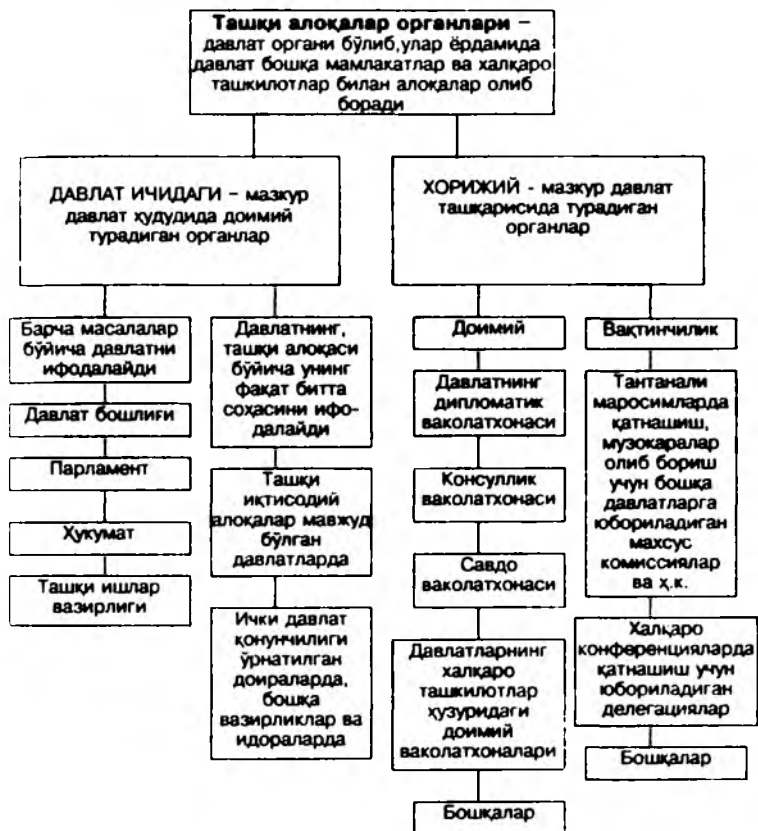 Ташқи алоқалар органлари –
давлат органи бўлиб,улар ёрдамида
давлат бошқа мамлакатлар ва халқаро
ташкилотлар билан алоқалар олиб
боради
ДАВЛАТ ИЧИДАГИ – мазкур
давлат ҳудудида доимий
турадиган органлар
ХОРИЖИЙ - мазкур давлат
ташқарисида турадиган
органлар
Барча масалалар
бўйича давлатни
ифодалайди
Давлат бошлиғи
Парламент
Ҳукумат
Ташқи ишлар
вазирлиги
Давлатнинг,
ташқи алоқаси
бўйича унинг
фақат битта
соҳасини ифо-
далайди
Ташқи
иқтисодий
алоқалар мавжуд
бўлган
давлатларда
Ички давлат
қонунчилиги
ўрнатилган
доираларда,
бошқа
вазирликлар ва
идораларда
Доимий
Давлатнинг
дипломатик
ваколатхонаси
Консуллик
ваколатхонаси
Савдо
ваколатхонаси
Давлатларнинг
халқаро
ташкилотлар
ҳузуридаги
доимий
ваколатхоналари
Бошқалар
Вақтинчилик
Тантанали
маросимларда
қатнашиш,
музокаралар
олиб бориш
учун бошқа
давлатларга
юбориладиган
махсус
комиссиялар
ва ҳ.к.
Халқаро
конференцияларда
қатнашиш учун
юбориладиган
делегациялар
Бошқалар